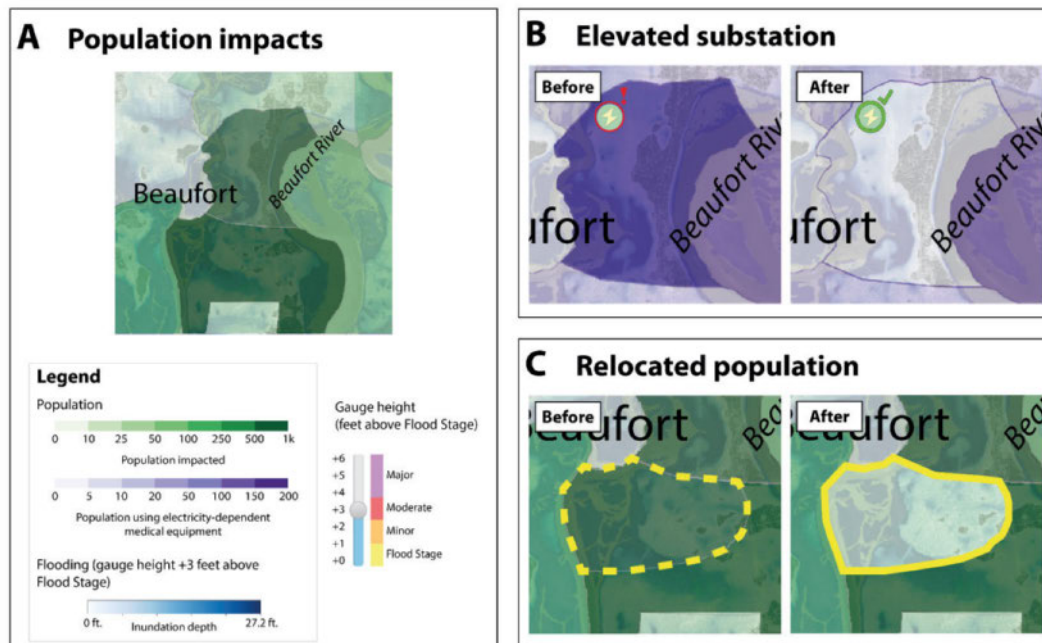 A Population impacts
Beaufort
Beaufort River
Legend
Population
0 10 25 50 100 250 500 1k
Population impacted
0 5 10 20 50 100 150 200
Population using electricity-dependent
medical equipment
Flooding (gauge height +3 feet above
Flood Stage)
0 ft. 27.2 ft.
Inundation depth
Gauge height
(feet above Flood Stage)
+6
+5
+4
+3
+2
+1
+0
Major
Moderate
Minor
Flood Stage
B Elevated substation
Before
ufort
Beaufort River
After
ufort
Beaufort River
C Relocated population
Before
Beaufort
Beauf
After
Beaufort
Beauf